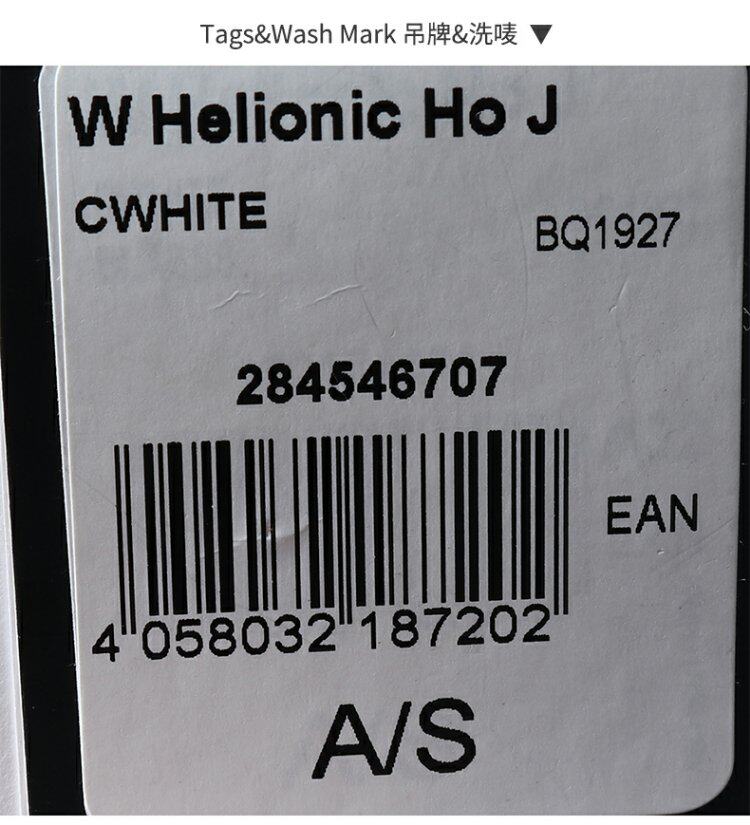 Tags&Wash Mark 吊牌&洗唛 ▼
W Helionic Ho J
CWHITE
BQ1927
284546707
EAN
4 058032 187202
A/S